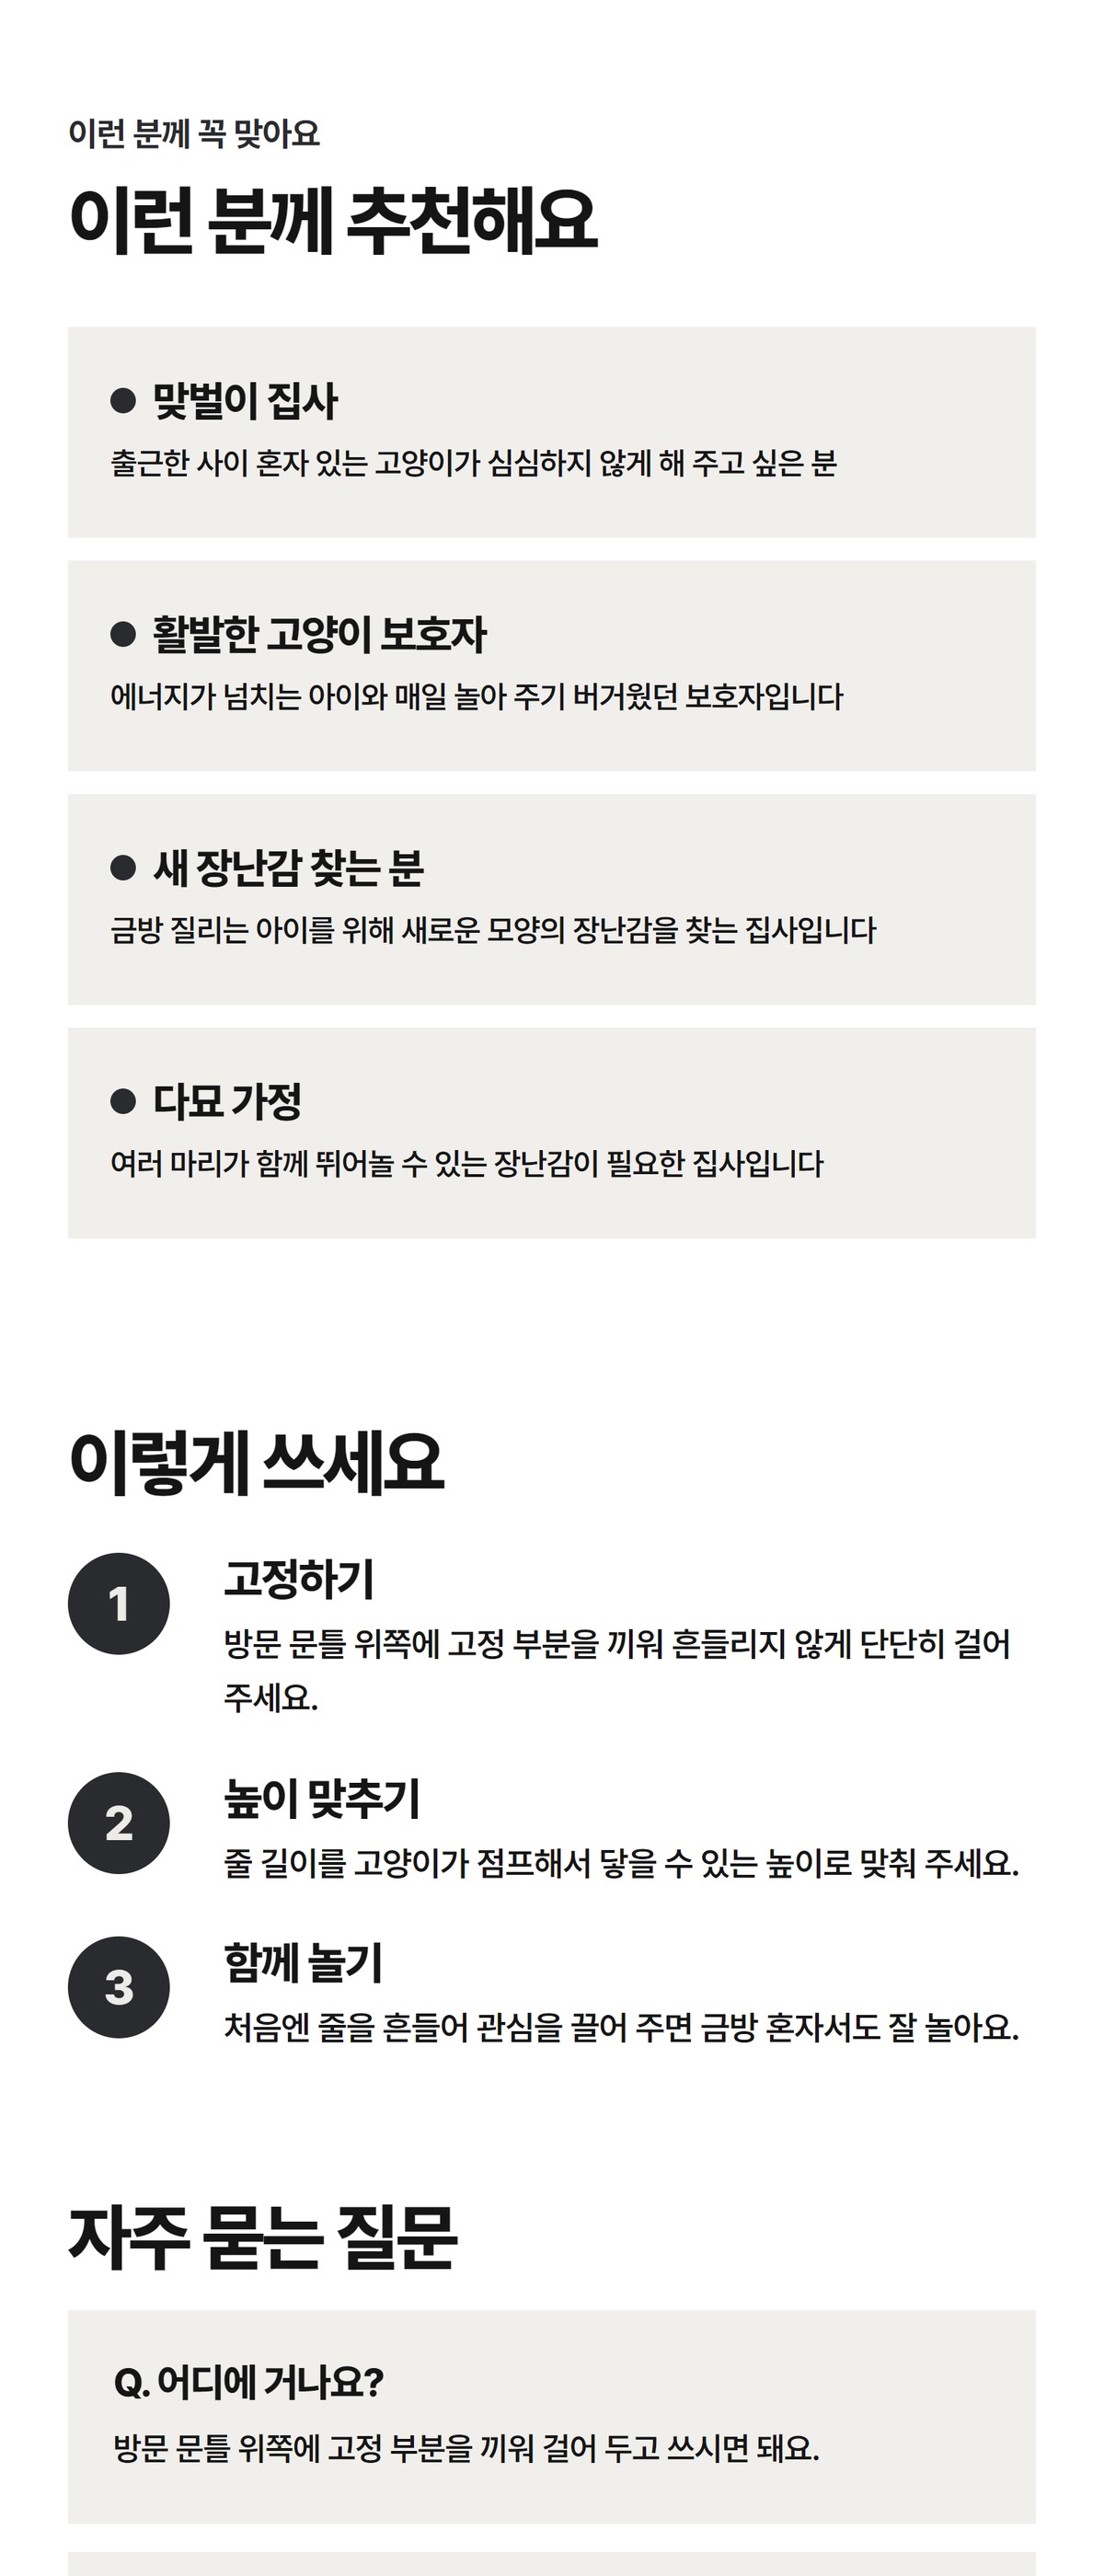 이런 분께 꼭 맞아요
이런 분께 추천해요
● 맞벌이 집사
출근한 사이 혼자 있는 고양이가 심심하지 않게 해 주고 싶은 분
● 활발한 고양이 보호자
에너지가 넘치는 아이와 매일 놀아 주기 버거웠던 보호자입니다
● 새 장난감 찾는 분
금방 질리는 아이를 위해 새로운 모양의 장난감을 찾는 집사입니다
● 다묘 가정
여러 마리가 함께 뛰어놀 수 있는 장난감이 필요한 집사입니다
이렇게 쓰세요
1 고정하기
방문 문틀 위쪽에 고정 부분을 끼워 흔들리지 않게 단단히 걸어
주세요.
2 높이 맞추기
줄 길이를 고양이가 점프해서 닿을 수 있는 높이로 맞춰 주세요.
3 함께 놀기
처음엔 줄을 흔들어 관심을 끌어 주면 금방 혼자서도 잘 놀아요.
자주 묻는 질문
Q. 어디에 거나요?
방문 문틀 위쪽에 고정 부분을 끼워 걸어 두고 쓰시면 돼요.